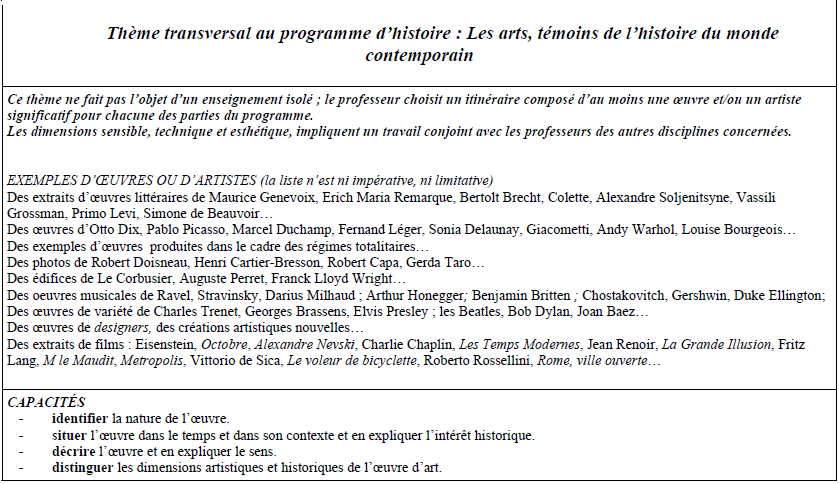 Thème transversal au programme d’histoire : Les arts, témoins de l’histoire du monde
contemporain
Ce thème ne fait pas l’objet d’un enseignement isolé ; le professeur choisit un itinéraire composé d’au moins une œuvre et/ou un artiste
significatif pour chacune des parties du programme.
Les dimensions sensible, technique et esthétique, impliquent un travail conjoint avec les professeurs des autres disciplines concernées.
EXEMPLES D’ŒUVRES OU D’ARTISTES (la liste n’est ni impérative, ni limitative)
Des extraits d’œuvres littéraires de Maurice Genevoix, Erich Maria Remarque, Bertolt Brecht, Colette, Alexandre Soljenitsyne, Vassili
Grossman, Primo Levi, Simone de Beauvoir…
Des œuvres d’Otto Dix, Pablo Picasso, Marcel Duchamp, Fernand Léger, Sonia Delaunay, Giacometti, Andy Warhol, Louise Bourgeois…
Des exemples d’œuvres produites dans le cadre des régimes totalitaires…
Des photos de Robert Doisneau, Henri Cartier-Bresson, Robert Capa, Gerda Taro…
Des édifices de Le Corbusier, Auguste Perret, Franck Lloyd Wright…
Des oeuvres musicales de Ravel, Stravinsky, Darius Milhaud ; Arthur Honegger; Benjamin Britten ; Chostakovitch, Gershwin, Duke Ellington;
Des œuvres de variété de Charles Trenet, Georges Brassens, Elvis Presley ; les Beatles, Bob Dylan, Joan Baez…
Des œuvres de designers, des créations artistiques nouvelles…
Des extraits de films : Eisenstein, Octobre, Alexandre Nevski, Charlie Chaplin, Les Temps Modernes, Jean Renoir, La Grande Illusion, Fritz
Lang, M le Maudit, Metropolis, Vittorio de Sica, Le voleur de bicyclette, Roberto Rossellini, Rome, ville ouverte…
CAPACITÉS
- identifier la nature de l’œuvre.
- situer l’œuvre dans le temps et dans son contexte et en expliquer l’intérêt historique.
- décrire l’œuvre et en expliquer le sens.
- distinguer les dimensions artistiques et historiques de l’œuvre d’art.